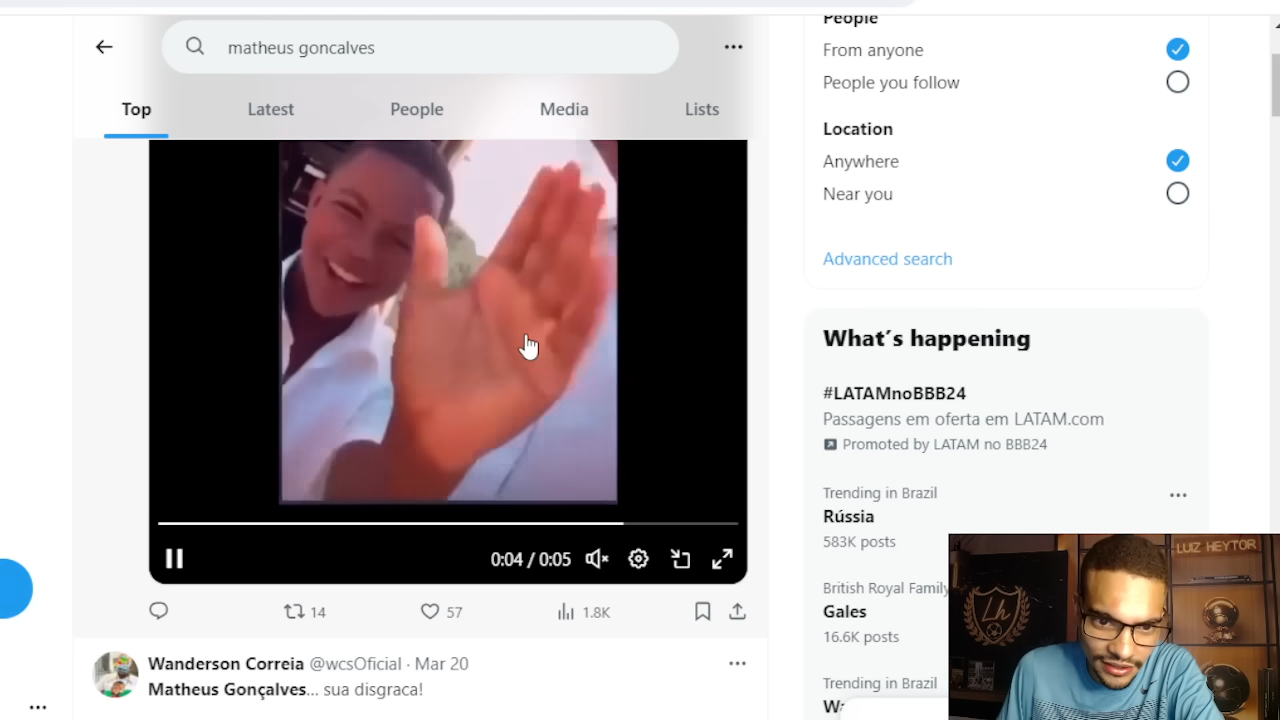 matheus goncalves
Top
Latest
People
Media
Lists
0:04 / 0:05
14
57
1.8K
Wanderson Correia @wcsOficial · Mar 20
Matheus Gonçalves... sua disgraca!
People
From anyone
People you follow
Location
Anywhere
Near you
Advanced search
What's happening
#LATAMnoBBB24
Passagens em oferta em LATAM.com
Promoted by LATAM no BBB24
Trending in Brazil
Rússia
583K posts
British Royal Family
Gales
16.6K posts
Trending in Brazil
LUIZ HEYTOR
Lh